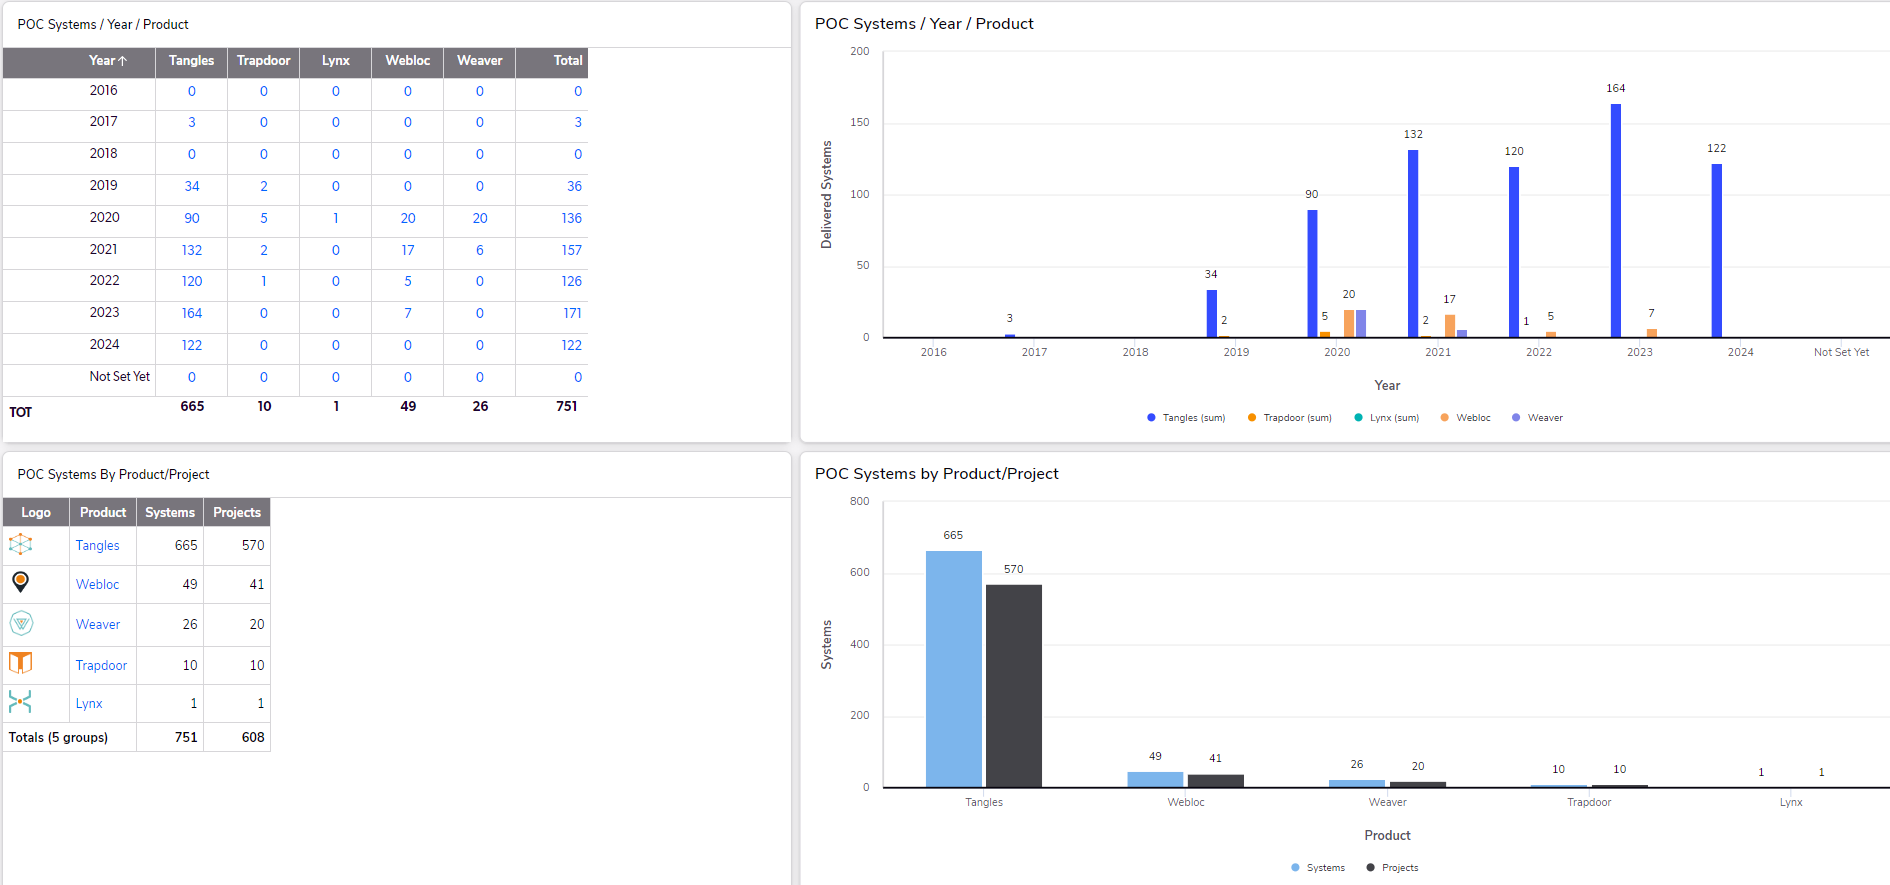 POC Systems / Year / Product
Year↑ Tangles Trapdoor Lynx Webloc Weaver Total
2016 0 0 0 0 0 0
2017 3 0 0 0 0 3
2018 0 0 0 0 0 0
2019 34 2 0 0 0 36
2020 90 5 1 20 20 136
2021 132 2 0 17 6 157
2022 120 1 0 5 0 126
2023 164 0 0 7 0 171
2024 122 0 0 0 0 122
Not Set Yet 0 0 0 0 0 0
TOT 665 10 1 49 26 751
POC Systems / Year / Product
200
150
100
50
0
Delivered Systems
3
34
2
90
5
20
132
2
17
120
1
5
164
7
122
2016 2017 2018 2019 2020 2021 2022 2023 2024 Not Set Yet
Year
Tangles (sum) Trapdoor (sum) Lynx (sum) Webloc Weaver
POC Systems By Product/Project
Logo Product Systems Projects
Tangles 665 570
Webloc 49 41
Weaver 26 20
Trapdoor 10 10
Lynx 1 1
Totals (5 groups) 751 608
POC Systems by Product/Project
800
600
400
200
0
Systems
665 570
49 41
26 20
10 10
1 1
Tangles Webloc Weaver Trapdoor Lynx
Product
Systems Projects